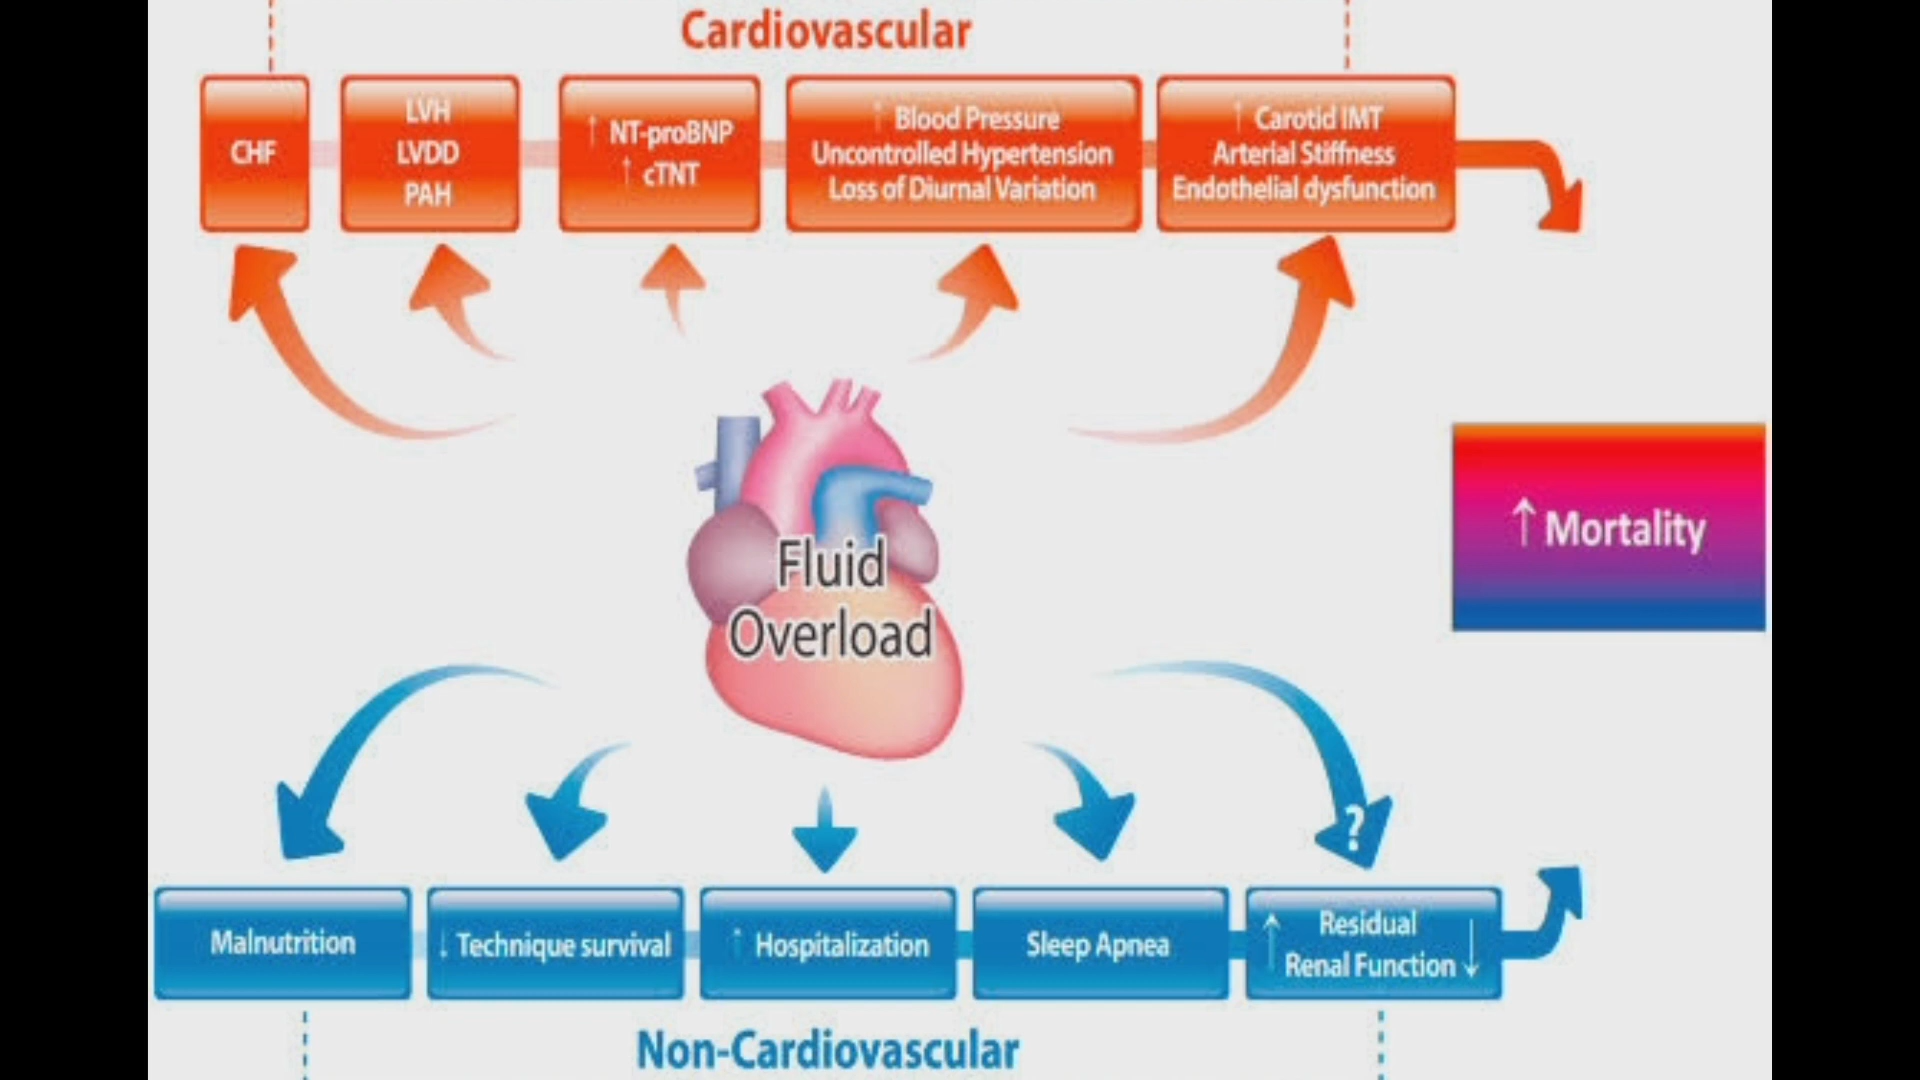 Cardiovascular
CHF
LVH
LVDD
PAH
↑ NT-proBNP
↑ cTNT
↑ Blood Pressure
Uncontrolled Hypertension
Loss of Diurnal Variation
↑ Carotid IMT
Arterial Stiffness
Endothelial dysfunction
Fluid
Overload
↑ Mortality
?
Malnutrition
↓ Technique survival
↑ Hospitalization
Sleep Apnea
↑ Residual
Renal Function ↓
Non-Cardiovascular